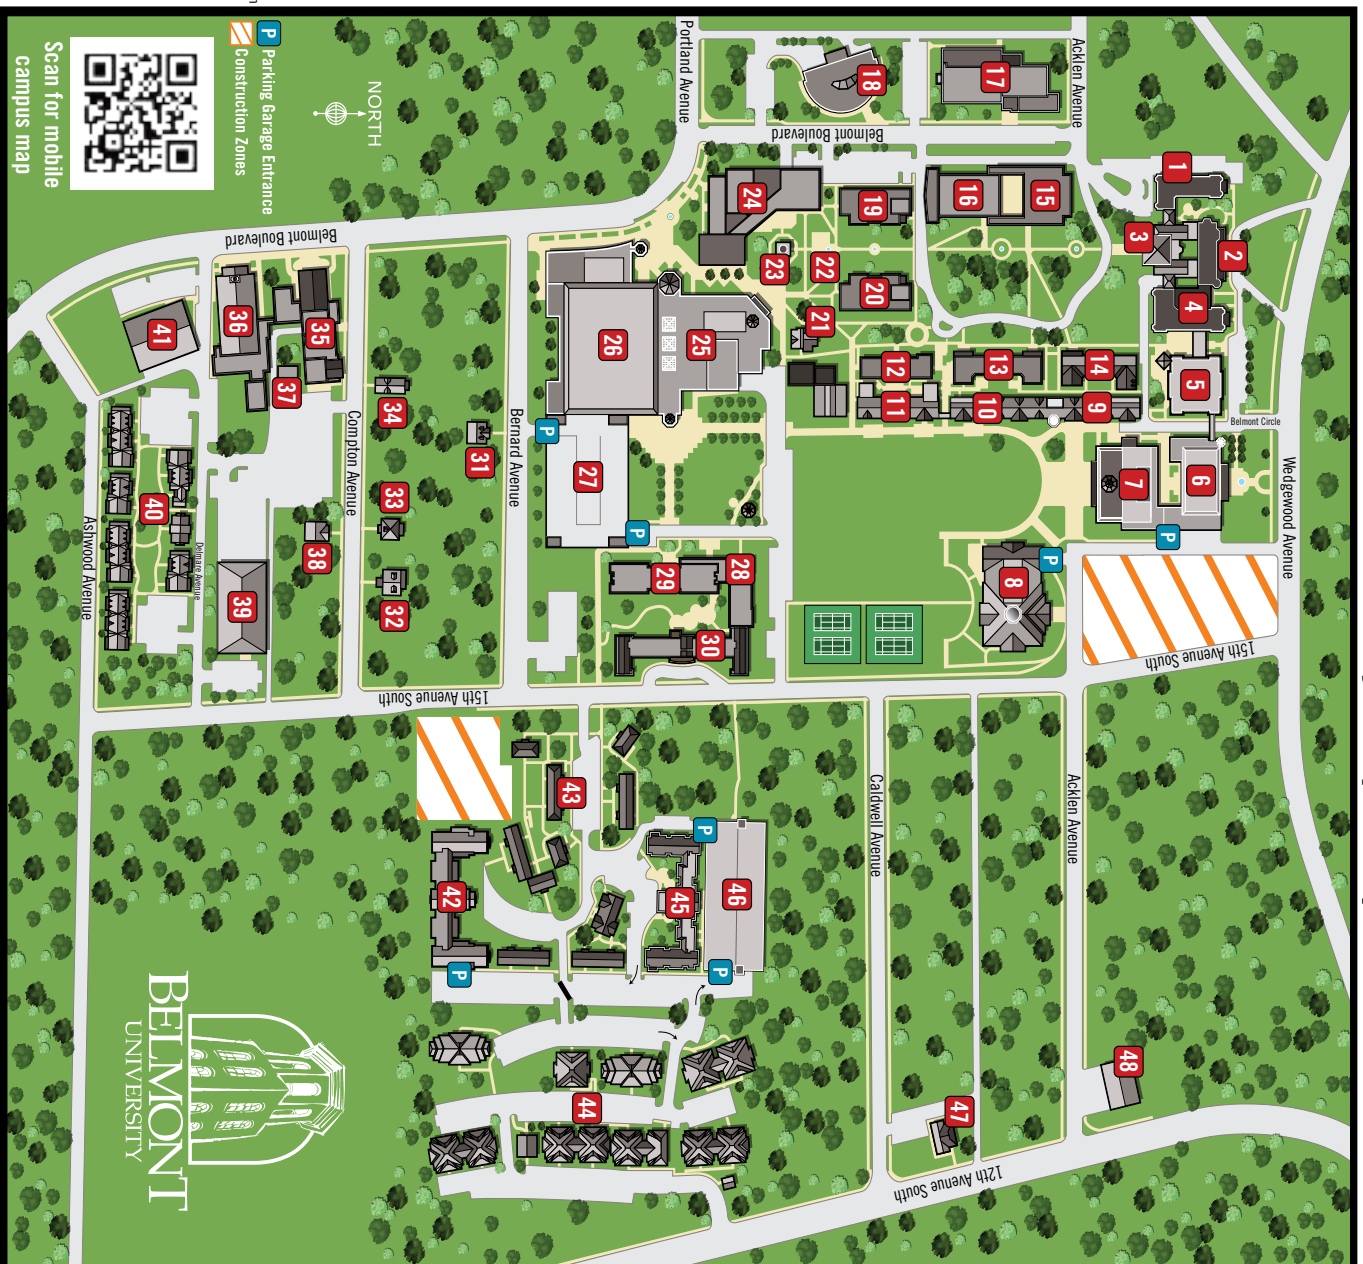 Scan for mobile
campus map
P Parking Garage Entrance
Construction Zones
NORTH
Portland Avenue
Acklen Avenue
Belmont Boulevard
Belmont Boulevard
Belmont Circle
Wedgewood Avenue
Bernard Avenue
Compton Avenue
Delmare Avenue
Ashwood Avenue
15th Avenue South
15th Avenue South
Caldwell Avenue
Acklen Avenue
12th Avenue South
1
2
3
4
5
6
7
8
9
10
11
12
13
14
15
16
17
18
19
20
21
22
23
24
25
26
27
28
29
30
31
32
33
34
35
36
37
38
39
40
41
42
43
44
45
46
47
48
P
P
P
P
P
P
P
BELMONT
UNIVERSITY